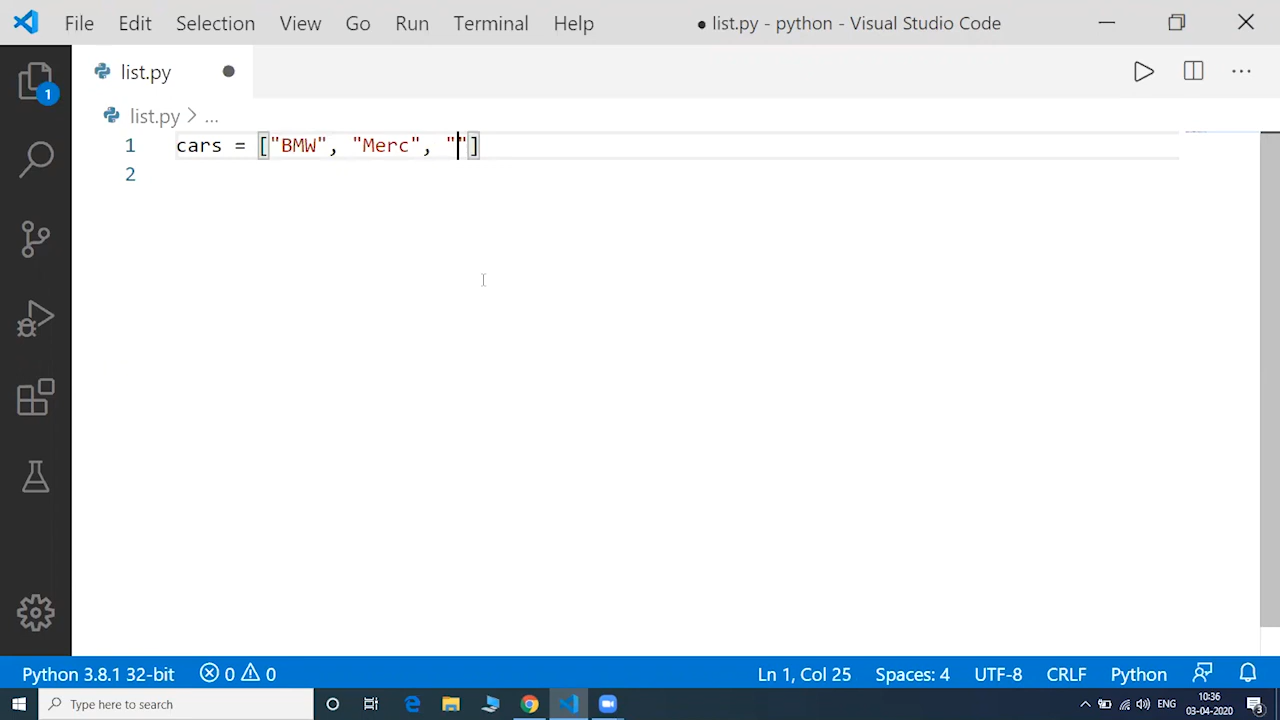 File Edit Selection View Go Run Terminal Help ● list.py - python - Visual Studio Code
list.py ●
list.py > ...
1 cars = ["BMW", "Merc", ""]
2
1
Python 3.8.1 32-bit 0 0 Ln 1, Col 25 Spaces: 4 UTF-8 CRLF Python
Type here to search ENG 10:36
03-04-2020
3